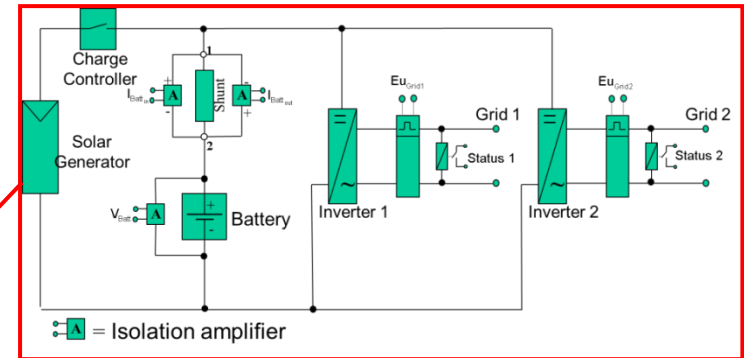 Charge
Controller
1
+
-
A
I Batt in
Shunt
-
+
A
I Batt out
2
Solar
Generator
V Batt
A
+
-
Battery
Eu Grid1
=
~
Grid 1
Status 1
Inverter 1
Eu Grid2
=
~
Grid 2
Status 2
Inverter 2
A = Isolation amplifier